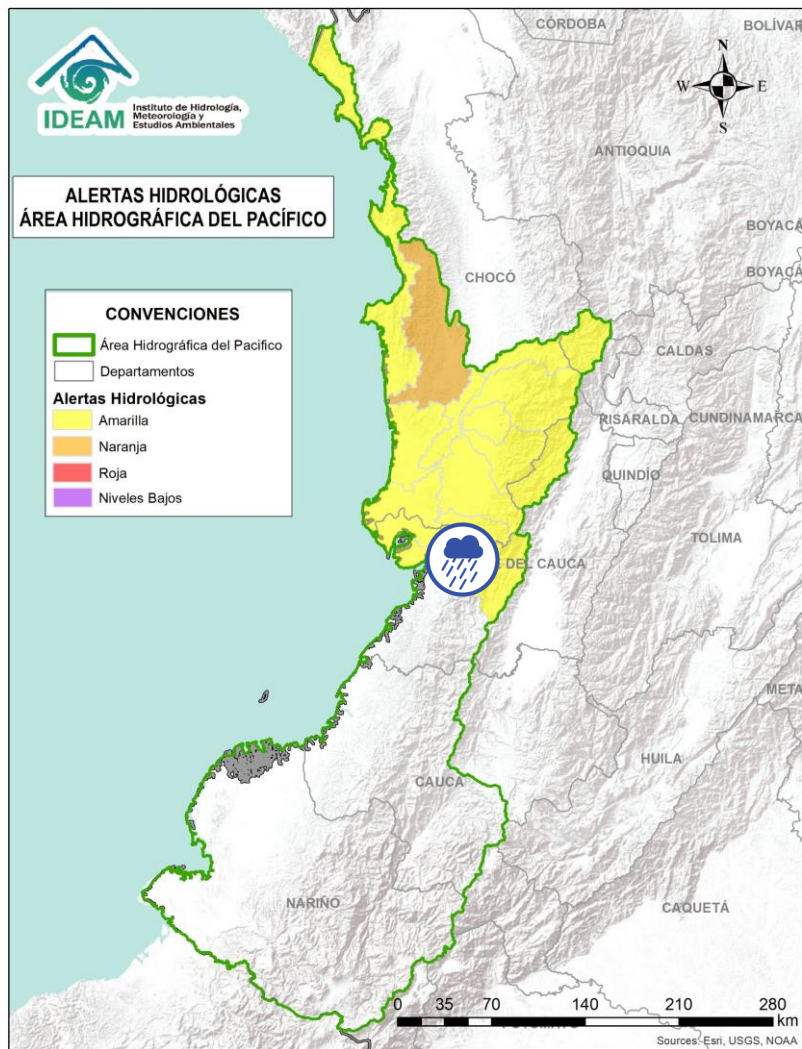 CÓRDOBA
BOLÍVAR
IDEAM
Instituto de Hidrología,
Meteorología y
Estudios Ambientales
N
W
E
S
ANTIOQUIA
ALERTAS HIDROLÓGICAS
ÁREA HIDROGRÁFICA DEL PACÍFICO
BOYACÁ
BOYACÁ
CHOCÓ
CONVENCIONES
Área Hidrográfica del Pacifico
Departamentos
Alertas Hidrológicas
Amarilla
Naranja
Roja
Niveles Bajos
CALDAS
RISARALDA
CUNDINAMARCA
QUINDÍO
TOLIMA
DEL CAUCA
META
HUILA
CAUCA
NARIÑO
CAQUETÁ
0 35 70 140 210 280
km
Sources: Esri, USGS, NOAA